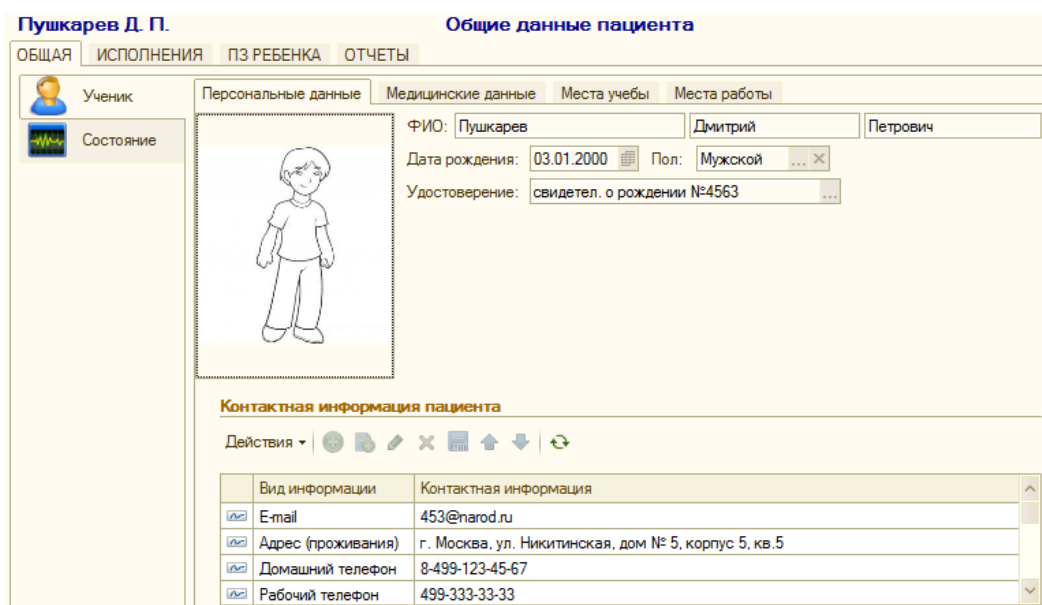 Пушкарев Д. П. Общие данные пациента
ОБЩАЯ ИСПОЛНЕНИЯ ПЗ РЕБЕНКА ОТЧЕТЫ
Ученик
Состояние
Персональные данные Медицинские данные Места учебы Места работы
ФИО: Пушкарев Дмитрий Петрович
Дата рождения: 03.01.2000 Пол: Мужской ...
Удостоверение: свидетел. о рождении №4563 ...
Контактная информация пациента
Действия
Вид информации Контактная информация
E-mail 453@narod.ru
Адрес (проживания) г. Москва, ул. Никитинская, дом № 5, корпус 5, кв.5
Домашний телефон 8-499-123-45-67
Рабочий телефон 499-333-33-33